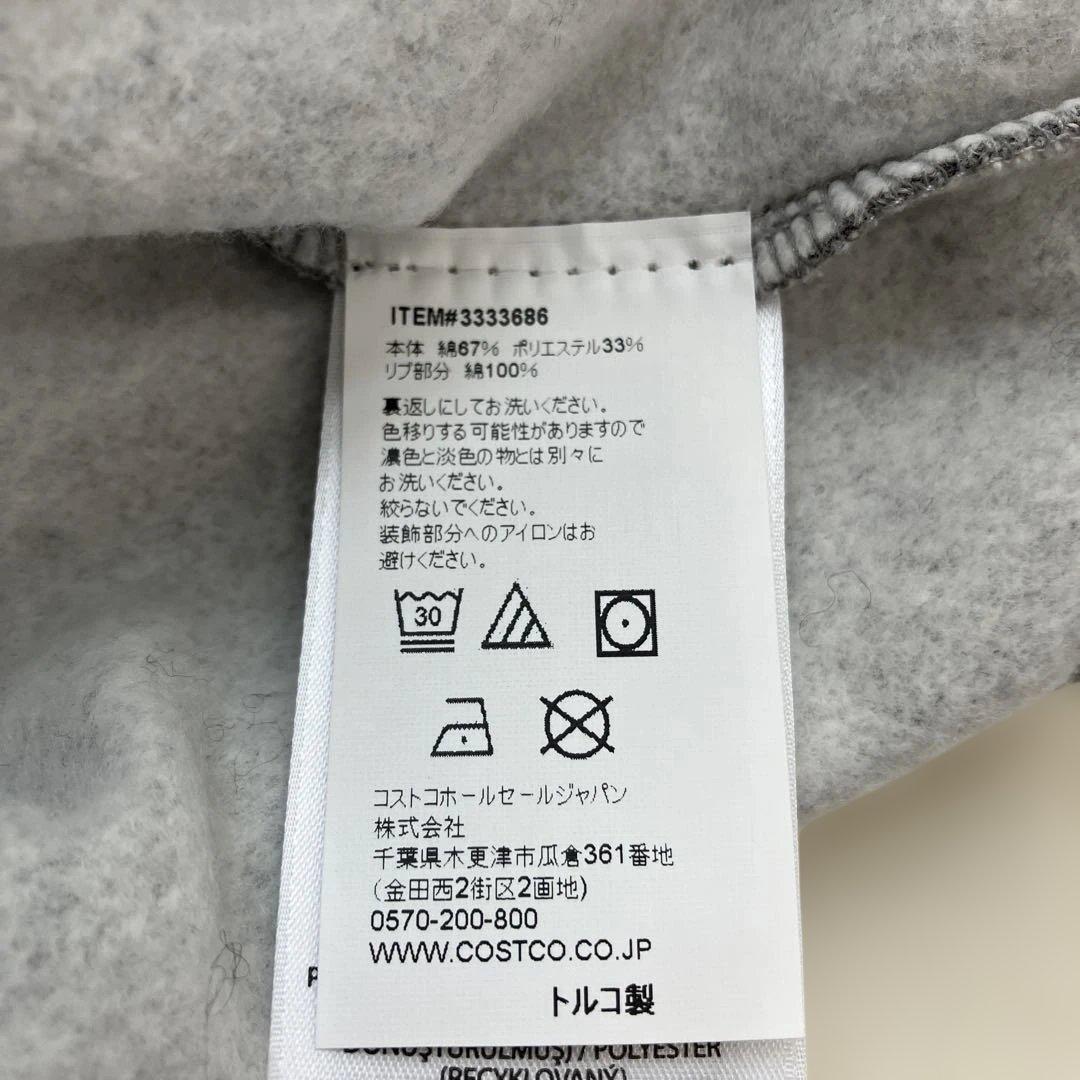 ITEM#3333686
本体 綿67% ポリエステル33%
リブ部分 綿100%
裏返しにしてお洗いください。
色移りする可能性がありますので
濃色と淡色の物とは別々に
お洗いください。
絞らないでください。
装飾部分へのアイロンはお
避けください。
30
コストコホールセールジャパン
株式会社
千葉県木更津市瓜倉361番地
(金田西2街区2画地)
0570-200-800
WWW.COSTCO.CO.JP
トルコ製
DÖNÜŞTÜRÜLMÜŞ) / POLYESTER
(RECYKLOVANÝ)